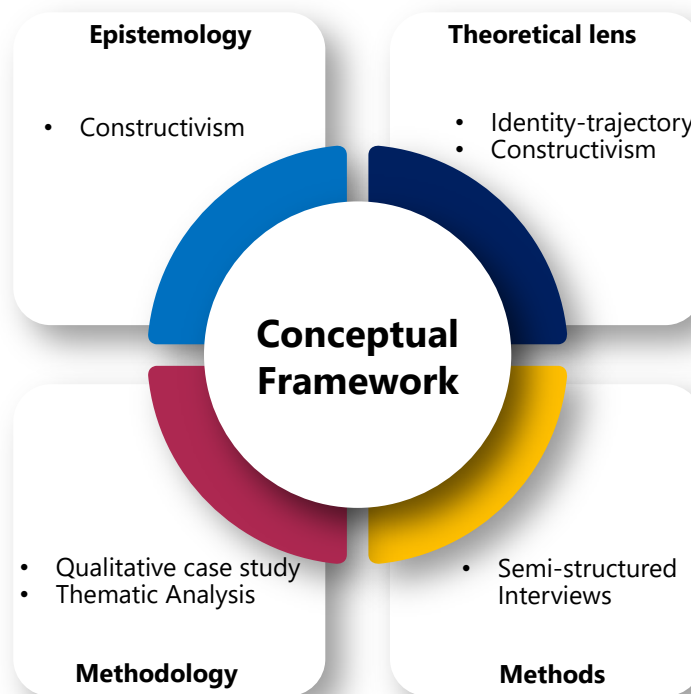 Epistemology
• Constructivism
Theoretical lens
• Identity-trajectory
• Constructivism
Conceptual
Framework
• Qualitative case study
• Thematic Analysis
Methodology
• Semi-structured
Interviews
Methods